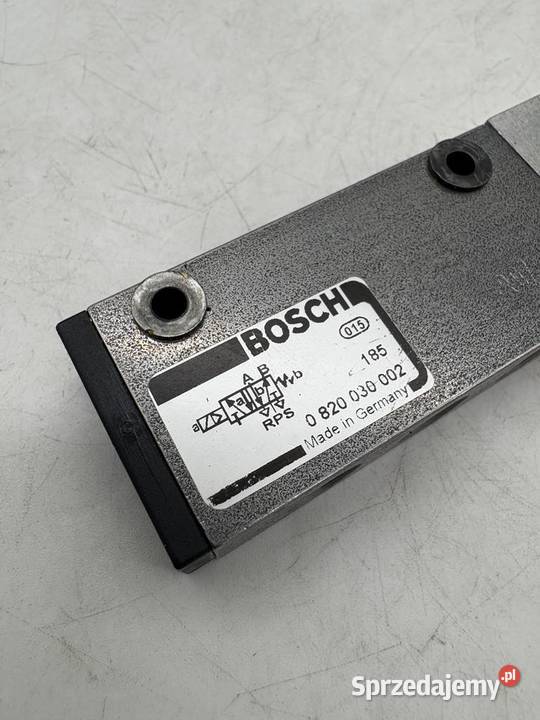 BOSCH
015
185
A B
a a b b
RPS
0 820 030 002
Made in Germany
Sprzedajemy.pl